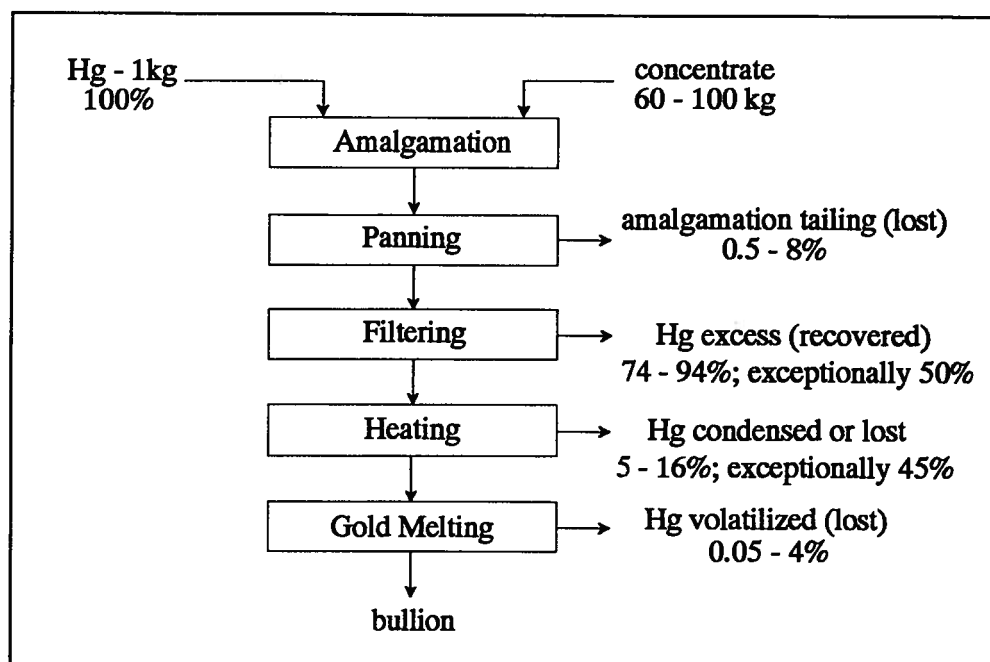 Hg - 1kg
100%
concentrate
60 - 100 kg
Amalgamation
Panning
amalgamation tailing (lost)
0.5 - 8%
Filtering
Hg excess (recovered)
74 - 94%; exceptionally 50%
Heating
Hg condensed or lost
5 - 16%; exceptionally 45%
Gold Melting
Hg volatilized (lost)
0.05 - 4%
bullion